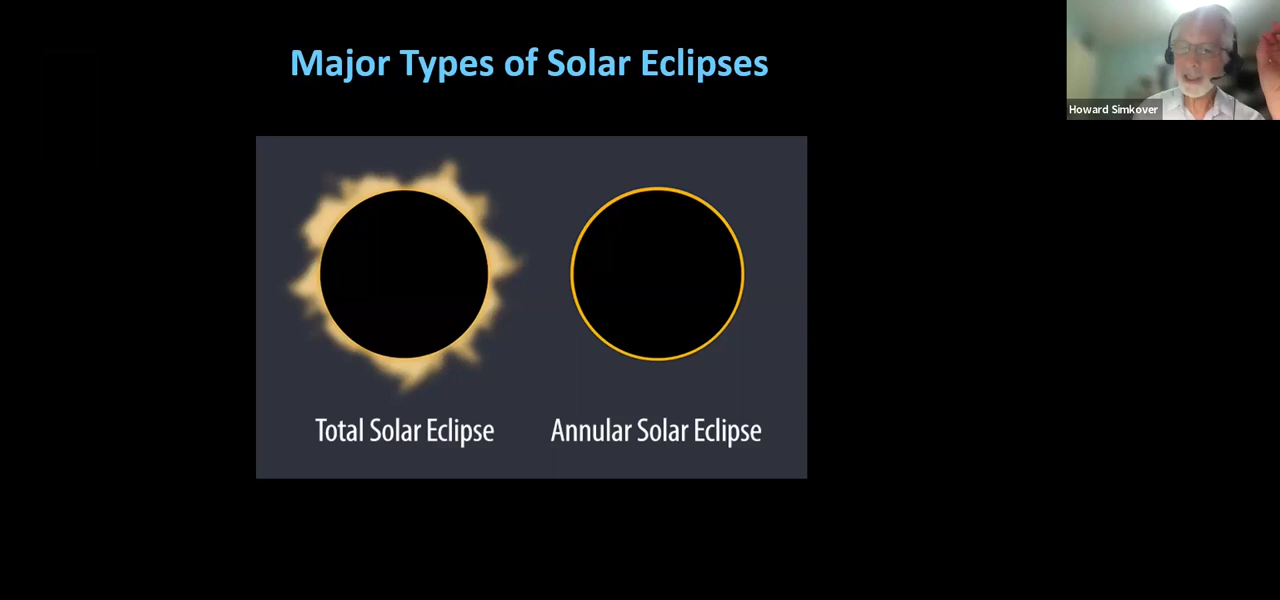 Major Types of Solar Eclipses
Howard Simkover
Total Solar Eclipse
Annular Solar Eclipse